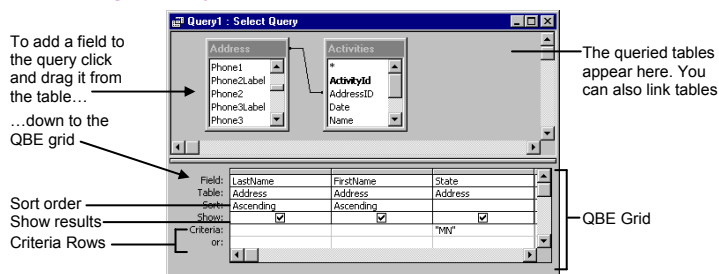 Query1 : Select Query
To add a field to
the query click
and drag it from
the table…
…down to the
QBE grid
Address
Phone1
Phone2Label
Phone2
Phone3Label
Phone3
Activities
*
ActivityId
AddressID
Date
Name
The queried tables
appear here. You
can also link tables
Field: LastName FirstName State
Table: Address Address Address
Sort: Ascending Ascending
Show:
Criteria: "MN"
or:
Sort order
Show results
Criteria Rows
QBE Grid